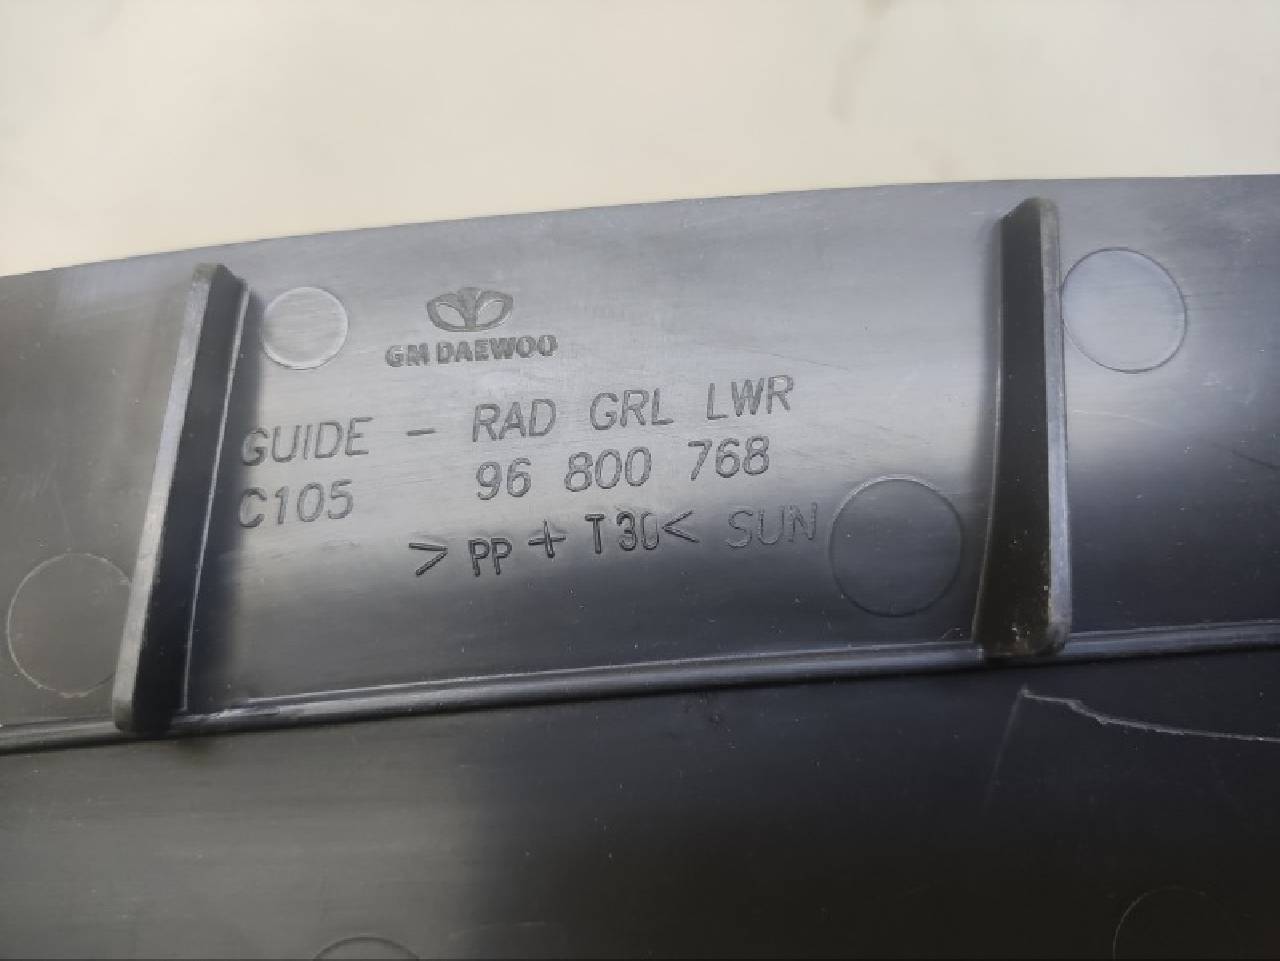 GM DAEWOO
GUIDE - RAD GRL LWR
C105 96 800 768
>PP+T30< SUN